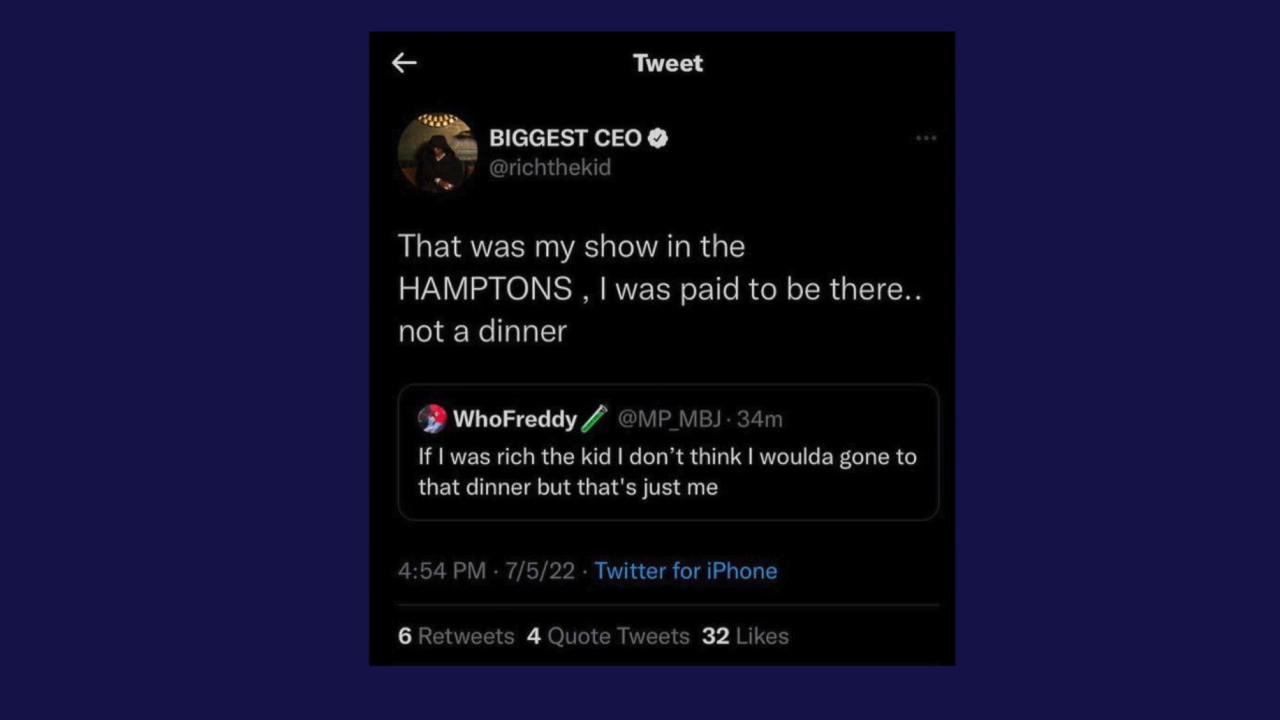 Tweet
BIGGEST CEO
@richthekid
That was my show in the
HAMPTONS , I was paid to be there..
not a dinner
WhoFreddy @MP_MBJ · 34m
If I was rich the kid I don’t think I woulda gone to
that dinner but that's just me
4:54 PM · 7/5/22 · Twitter for iPhone
6 Retweets 4 Quote Tweets 32 Likes